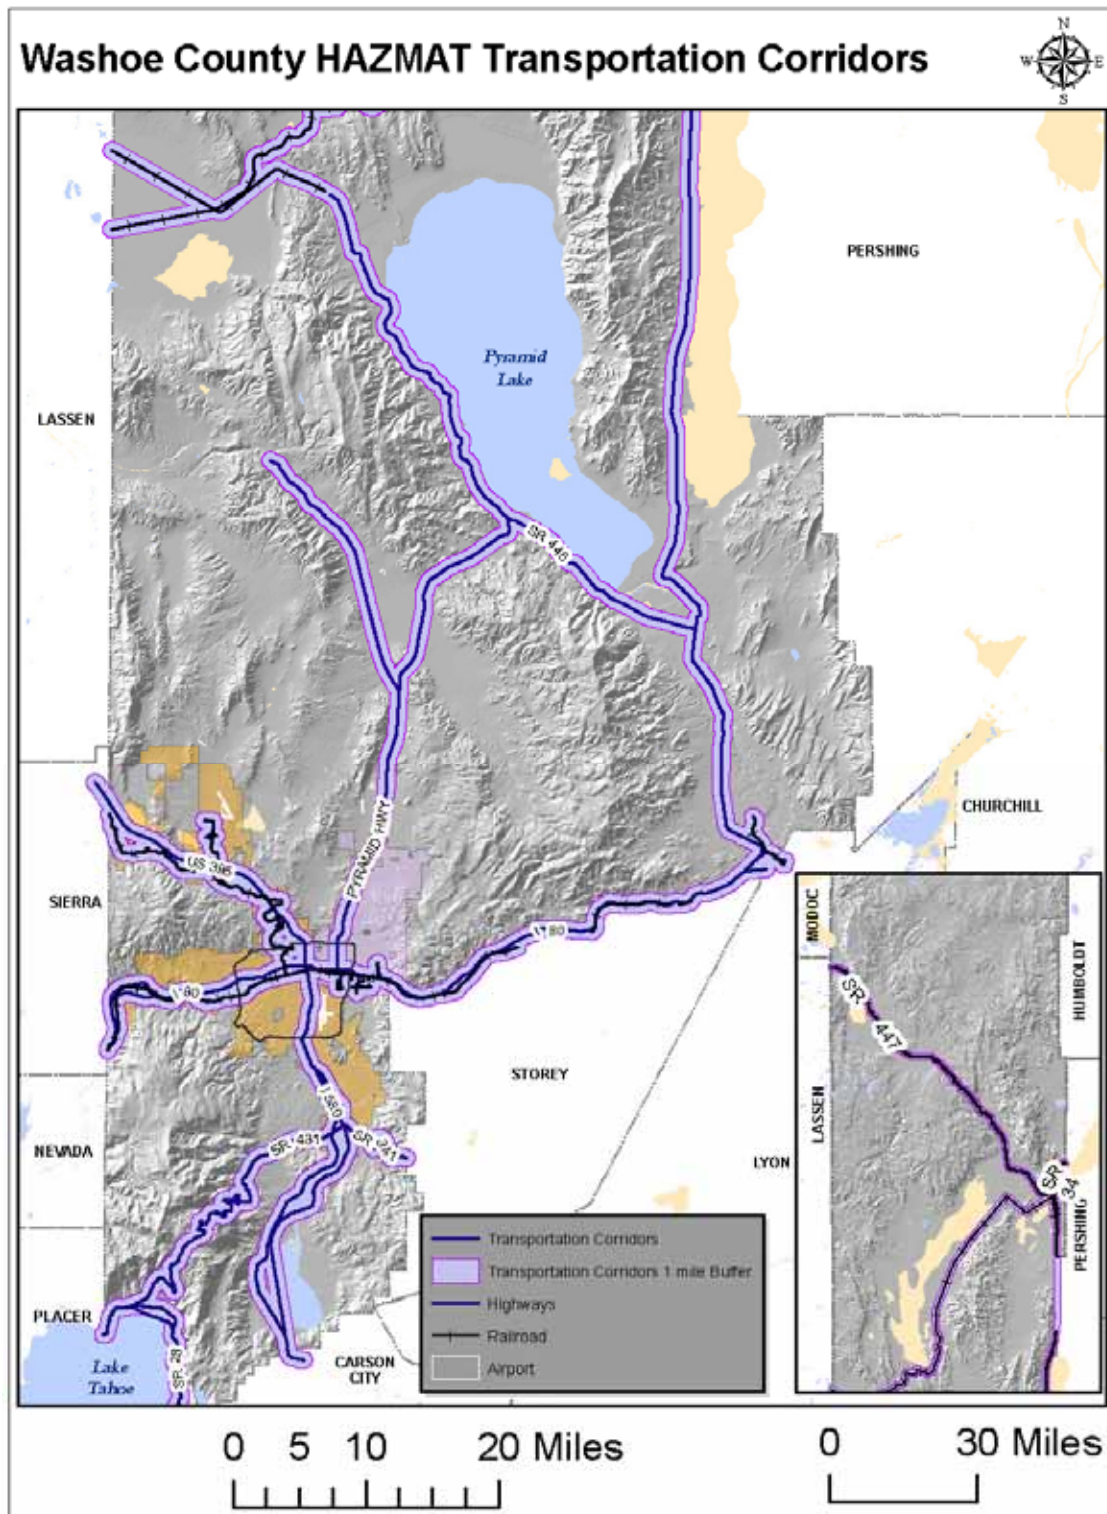 Washoe County HAZMAT Transportation Corridors
N
W
E
S
PERSHING
Pyramid
Lake
LASSEN
SR 446
CHURCHILL
PYRAMID HWY
US 395
SIERRA
I 80
I 80
MODOC
HUMBOLDT
SR 447
LASSEN
STOREY
I 580
NEVADA
SR 431
SR 341
LYON
SR 34
PERSHING
Transportation Corridors
Transportation Corridors 1 mile Buffer
Highways
Railroad
Airport
PLACER
Lake
Tahoe
SR 28
CARSON
CITY
0 5 10 20 Miles
0 30 Miles